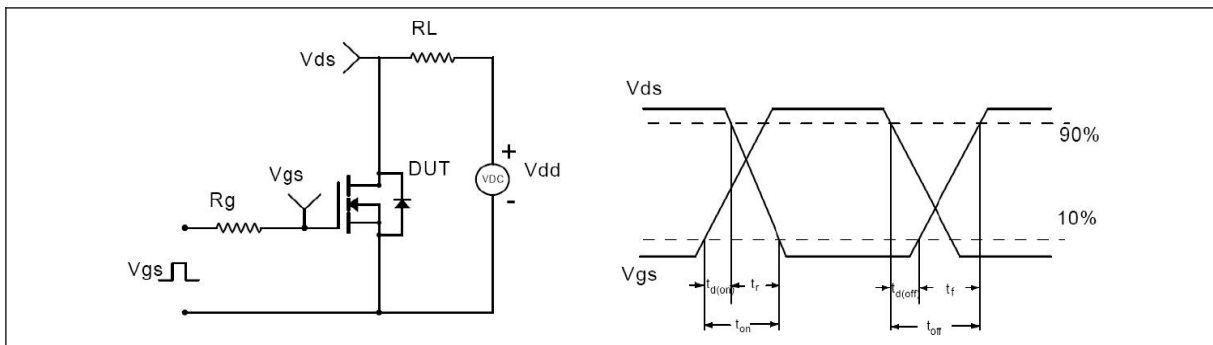 RL
Vds
Vgs
DUT
+
VDC
Vdd
-
Rg
Vgs
Vds
90%
10%
Vgs
td(on) tr td(off) tf
ton toff